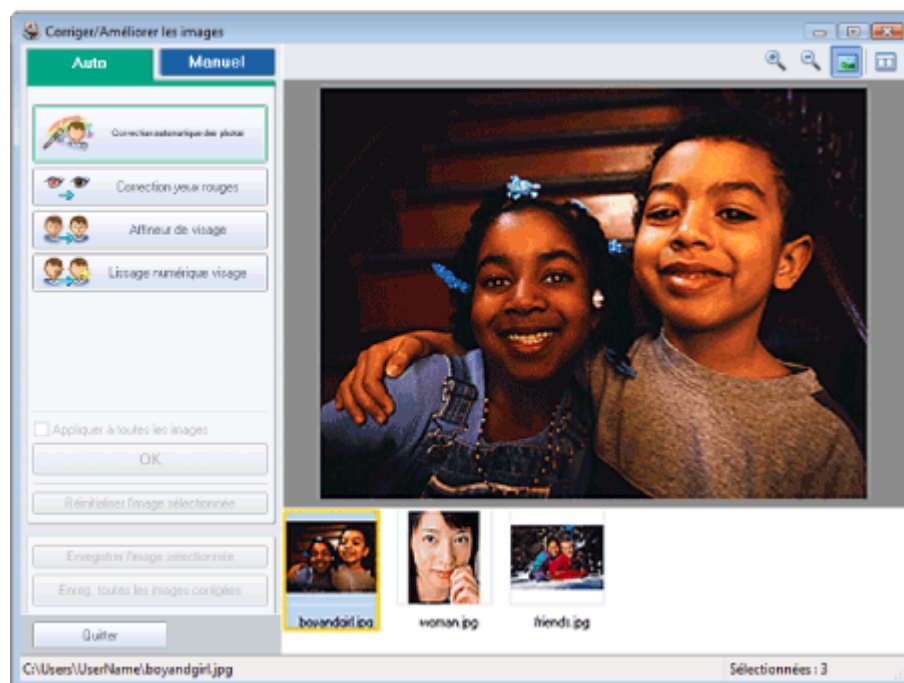 Corriger/Améliorer les images
Auto
Manuel
Correction automatique des photos
Correction yeux rouges
Affineur de visage
Lissage numérique visage
Appliquer à toutes les images
OK
Réinitialiser l'image sélectionnée
Enregistrer l'image sélectionnée
Enreg. toutes les images corrigées
Quitter
boyandgirl.jpg
woman.jpg
friends.jpg
C:\Users\UserName\boyandgirl.jpg
Sélectionnées : 3